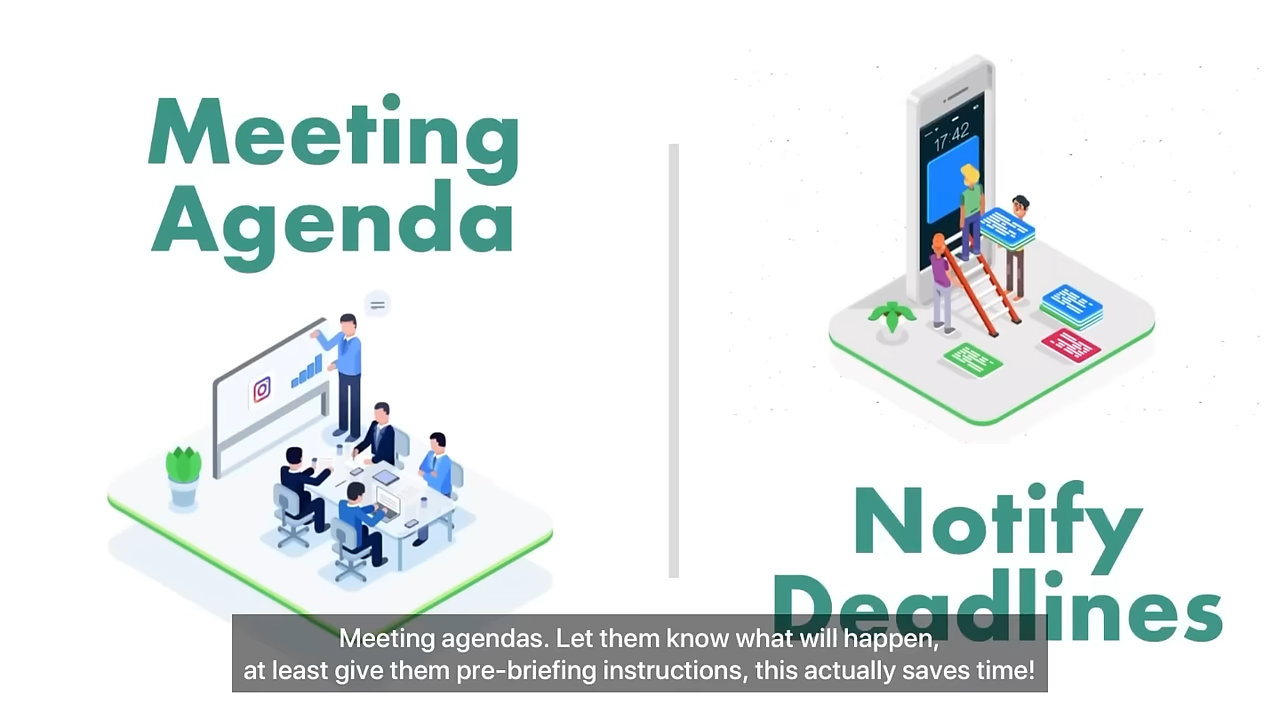 Meeting
Agenda
17:42
Notify
Deadlines
Meeting agendas. Let them know what will happen,
at least give them pre-briefing instructions, this actually saves time!